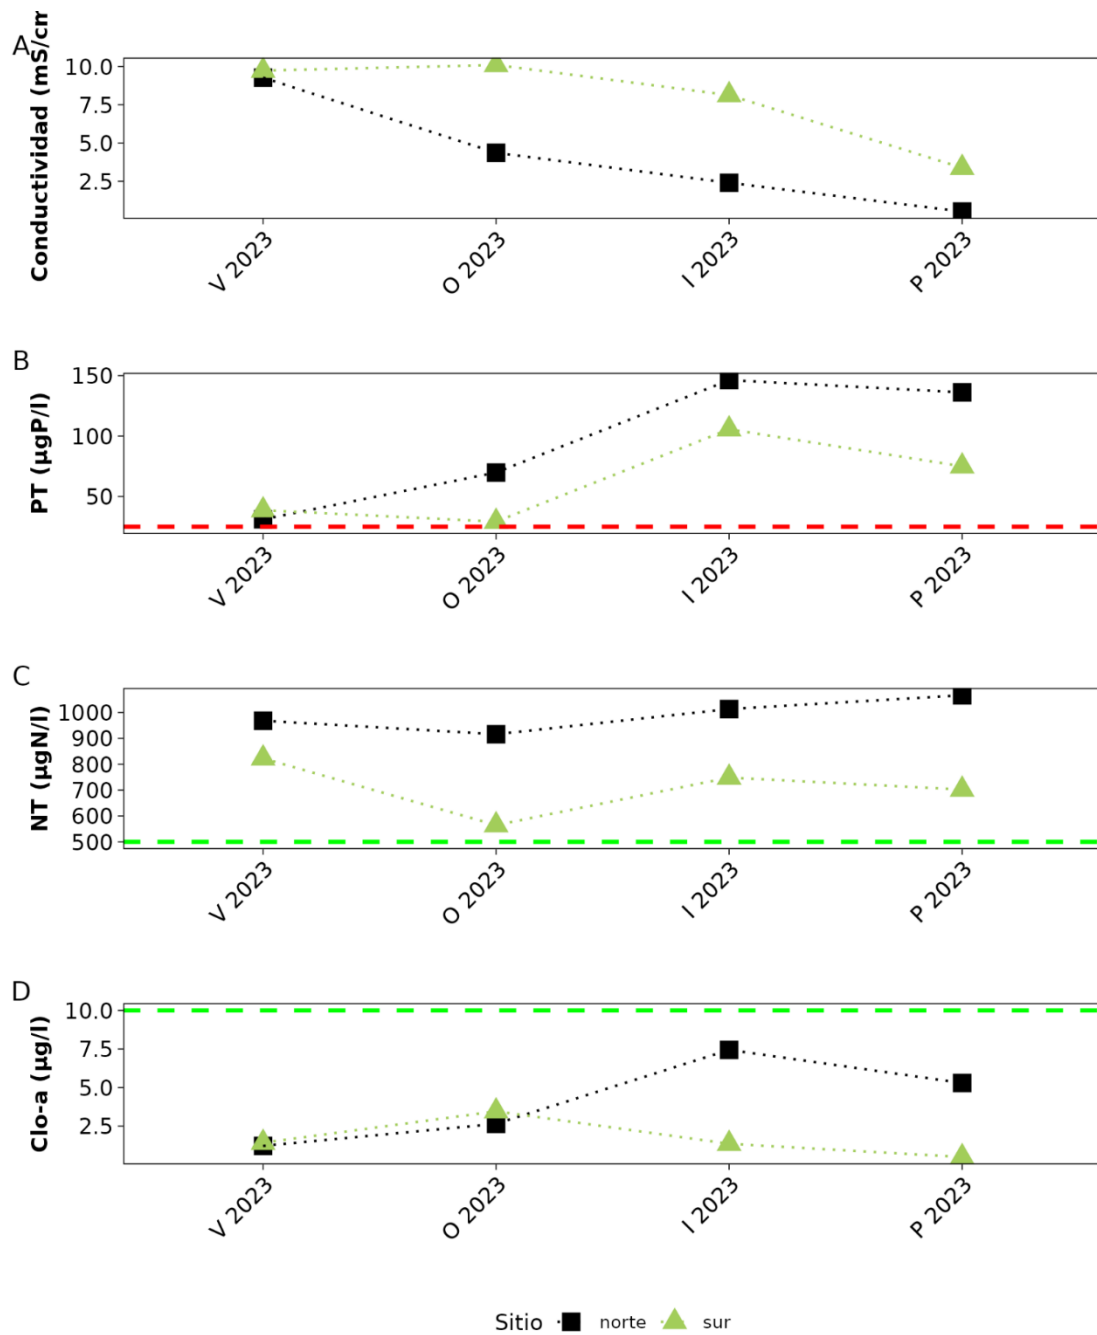 A
Conductividad (mS/cm
10.0
7.5
5.0
2.5
V 2023
O 2023
I 2023
P 2023
B
PT (µgP/l)
150
100
50
V 2023
O 2023
I 2023
P 2023
C
NT (µgN/l)
1000
900
800
700
600
500
V 2023
O 2023
I 2023
P 2023
D
Clo-a (µg/l)
10.0
7.5
5.0
2.5
V 2023
O 2023
I 2023
P 2023
Sitio norte sur